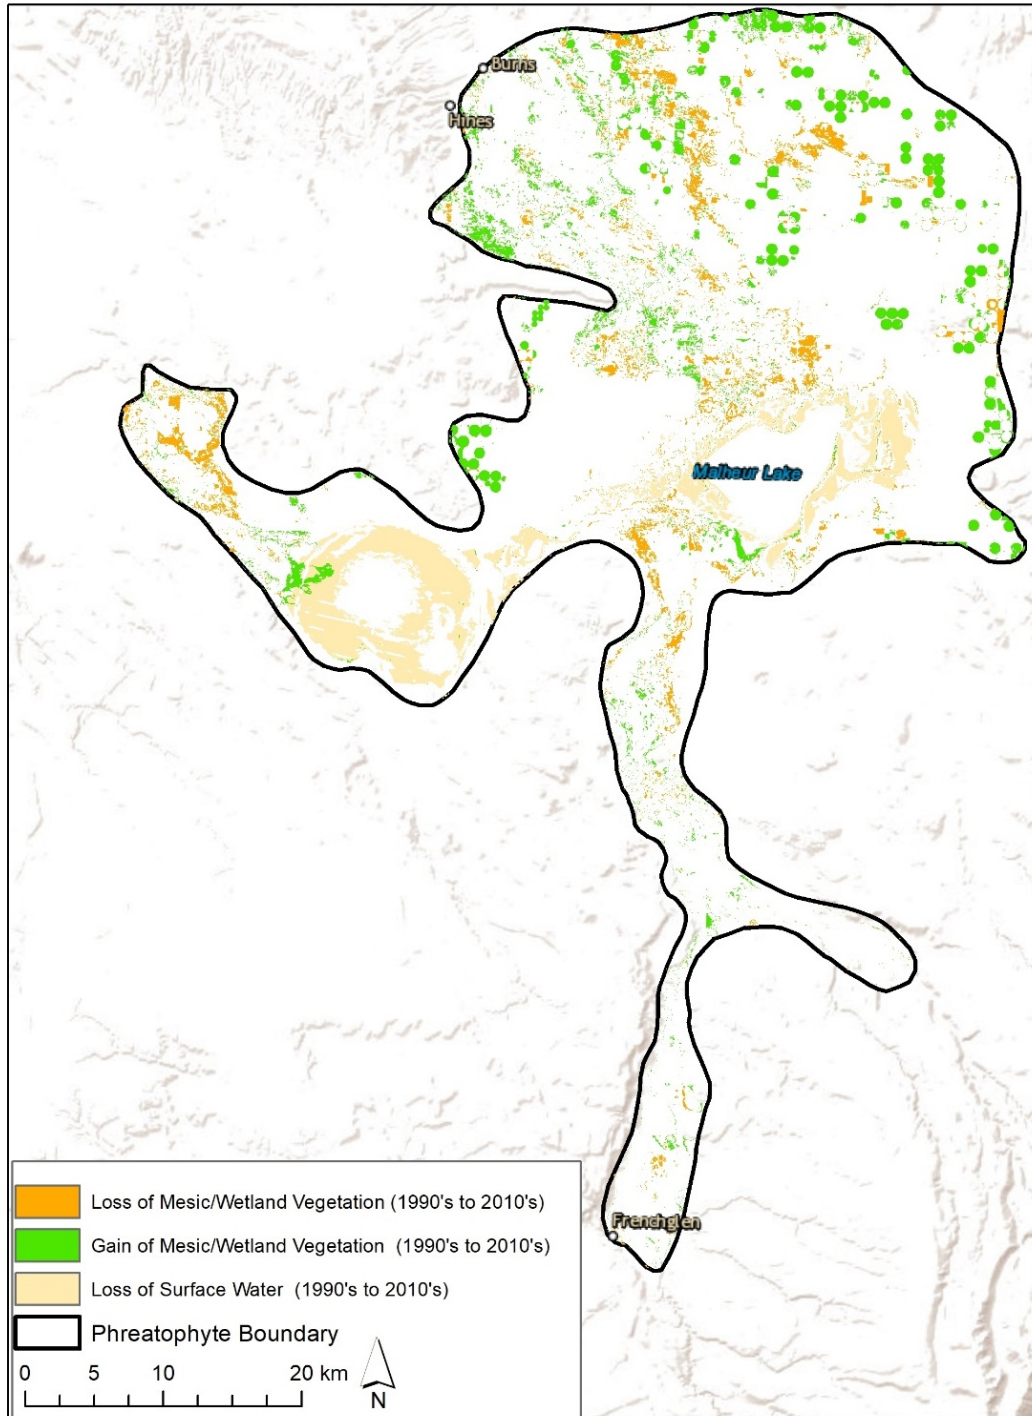 Burns
Hines
Malheur Lake
Frenchglen
Loss of Mesic/Wetland Vegetation (1990's to 2010's)
Gain of Mesic/Wetland Vegetation (1990's to 2010's)
Loss of Surface Water (1990's to 2010's)
Phreatophyte Boundary
0 5 10 20 km
N